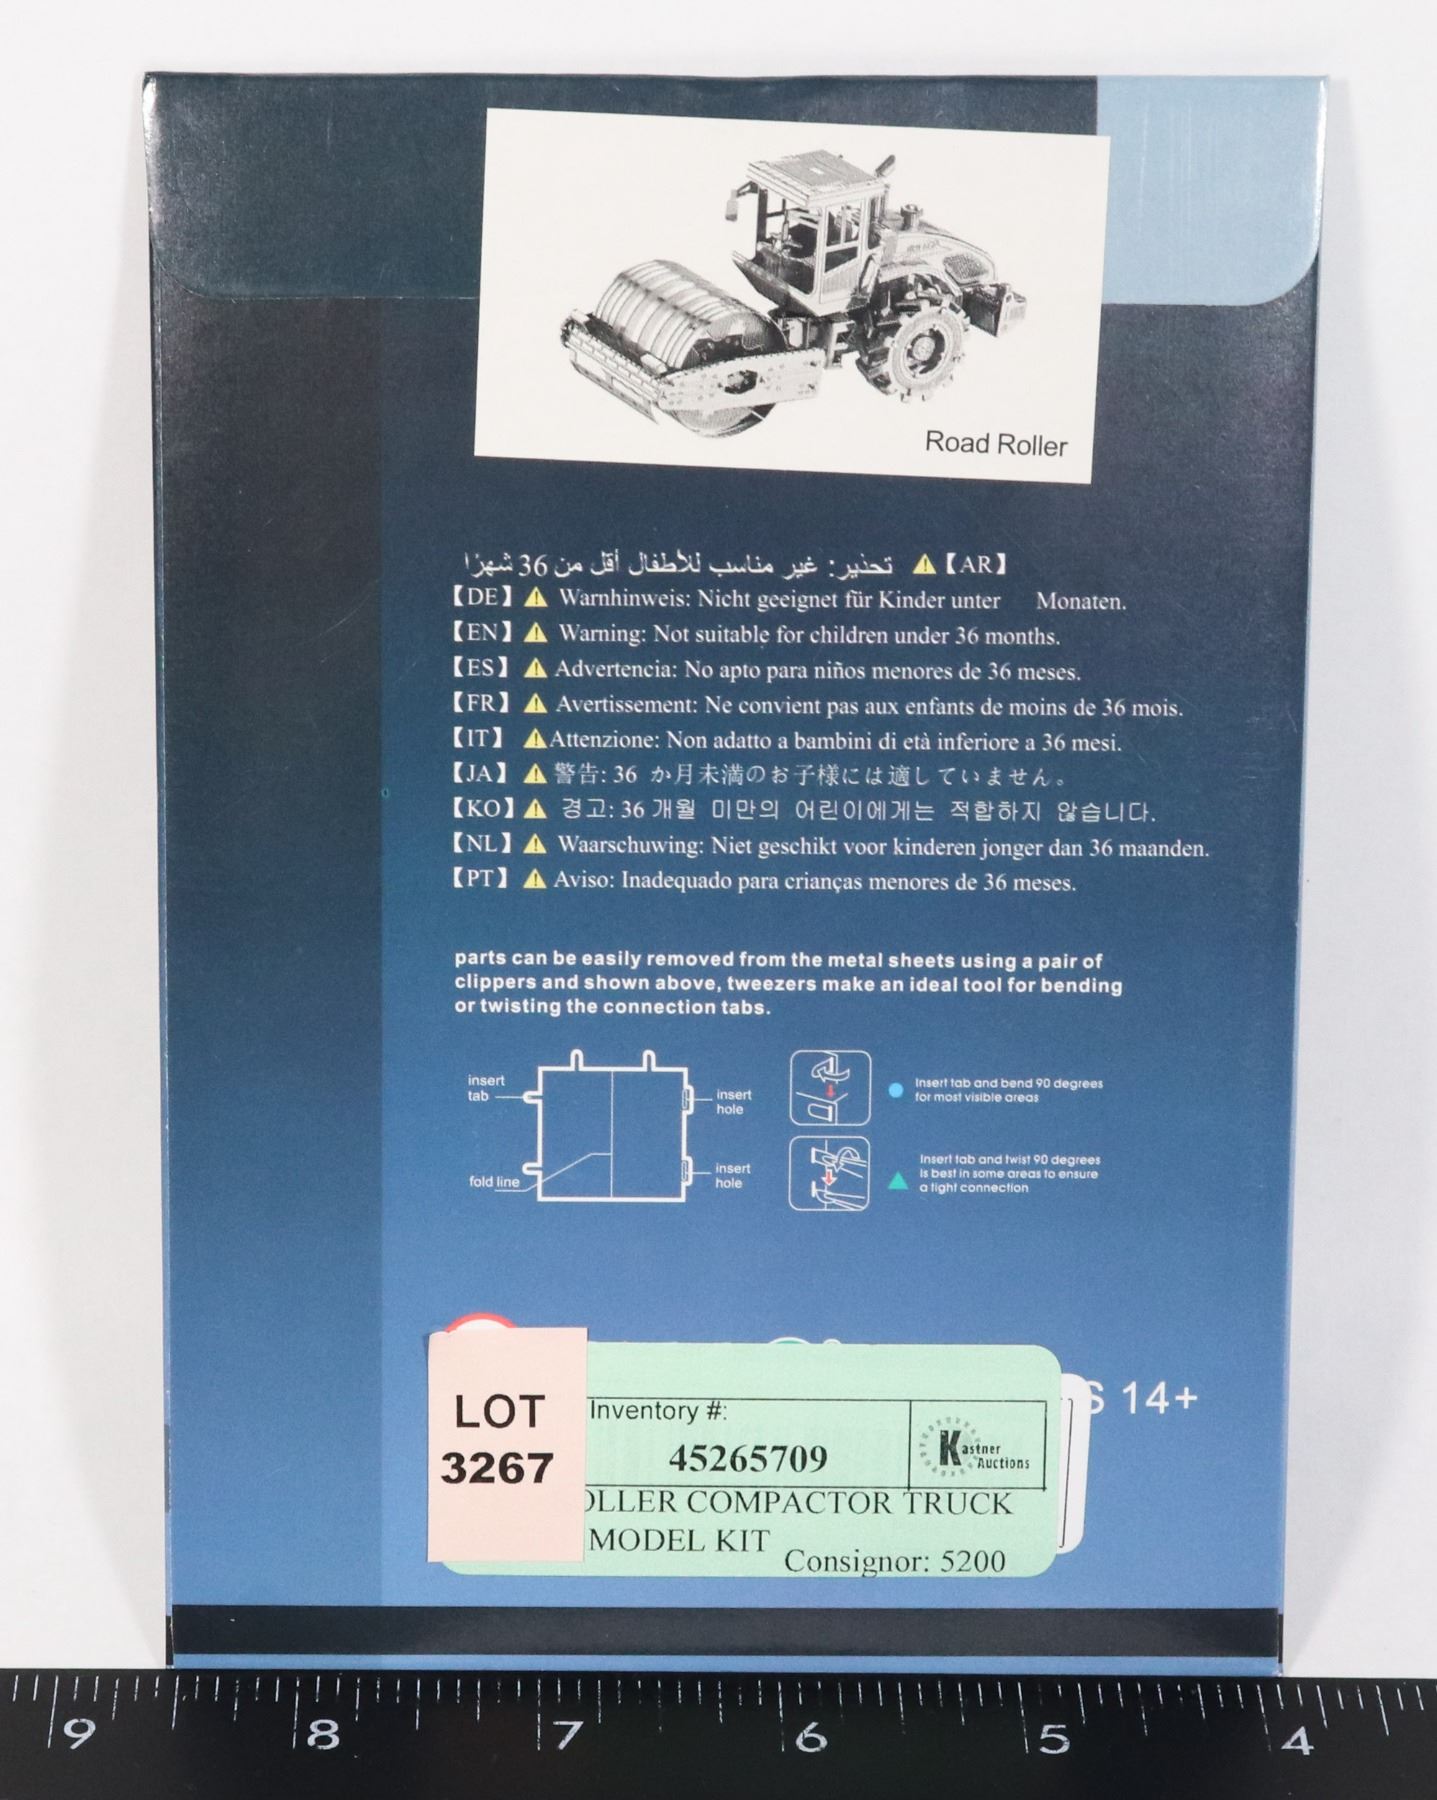 Road Roller
تحذير: غير مناسب للأطفال أقل من 36 شهرًا ⚠【AR】
【DE】⚠ Warnhinweis: Nicht geeignet für Kinder unter Monaten.
【EN】⚠ Warning: Not suitable for children under 36 months.
【ES】⚠ Advertencia: No apto para niños menores de 36 meses.
【FR】⚠ Avertissement: Ne convient pas aux enfants de moins de 36 mois.
【IT】⚠Attenzione: Non adatto a bambini di età inferiore a 36 mesi.
【JA】⚠ 警告: 36 か月未満のお子様には適していません。
【KO】⚠ 경고: 36 개월 미만의 어린이에게는 적합하지 않습니다.
【NL】⚠ Waarschuwing: Niet geschikt voor kinderen jonger dan 36 maanden.
【PT】⚠ Aviso: Inadequado para crianças menores de 36 meses.
parts can be easily removed from the metal sheets using a pair of
clippers and shown above, tweezers make an ideal tool for bending
or twisting the connection tabs.
insert
tab
insert
hole
fold line
insert
hole
Insert tab and bend 90 degrees
for most visible areas
Insert tab and twist 90 degrees
is best in some areas to ensure
a tight connection
S 14+
LOT
3267
Inventory #:
45265709
Kastner
Auctions
OLLER COMPACTOR TRUCK
MODEL KIT
Consignor: 5200
9 8 7 6 5 4